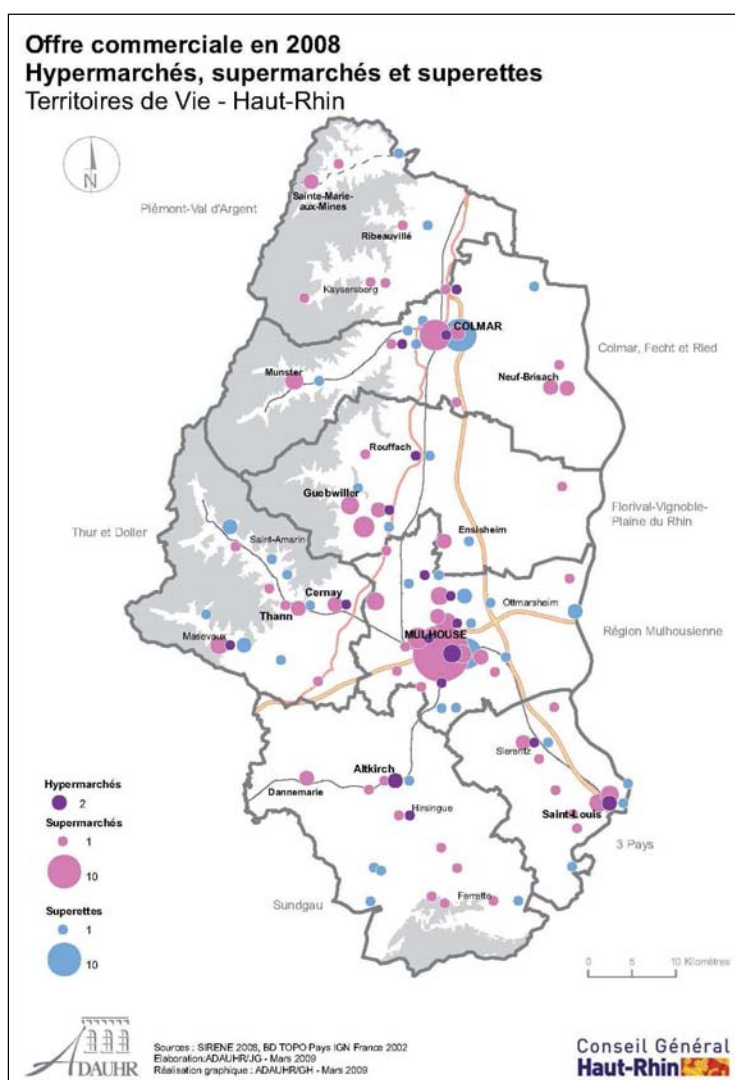 Offre commerciale en 2008
Hypermarchés, supermarchés et superettes
Territoires de Vie - Haut-Rhin
N
Piémont-Val d'Argent
Sainte-Marie-
aux-Mines
Ribeauvillé
Kaysersberg
COLMAR
Colmar, Fecht et Ried
Munster
Neuf-Brisach
Rouffach
Guebwiller
Florival-Vignoble-
Plaine du Rhin
Thur et Doller
Saint-Amarin
Ensisheim
Cernay
Thann
Ottmarsheim
MULHOUSE
Région Mulhousienne
Masevaux
Sierentz
Altkirch
Dannemarie
Hirsingue
Saint-Louis
3 Pays
Sundgau
Ferrette
Hypermarchés
2
Supermarchés
1
10
Superettes
1
10
0 5 10 Kilomètres
ADAUHR
Sources : SIRENE 2008, BD TOPO Pays IGN France 2002
Elaboration:ADAUHR/JG - Mars 2009
Réalisation graphique : ADAUHR/GH - Mars 2009
Conseil Général
Haut-Rhin